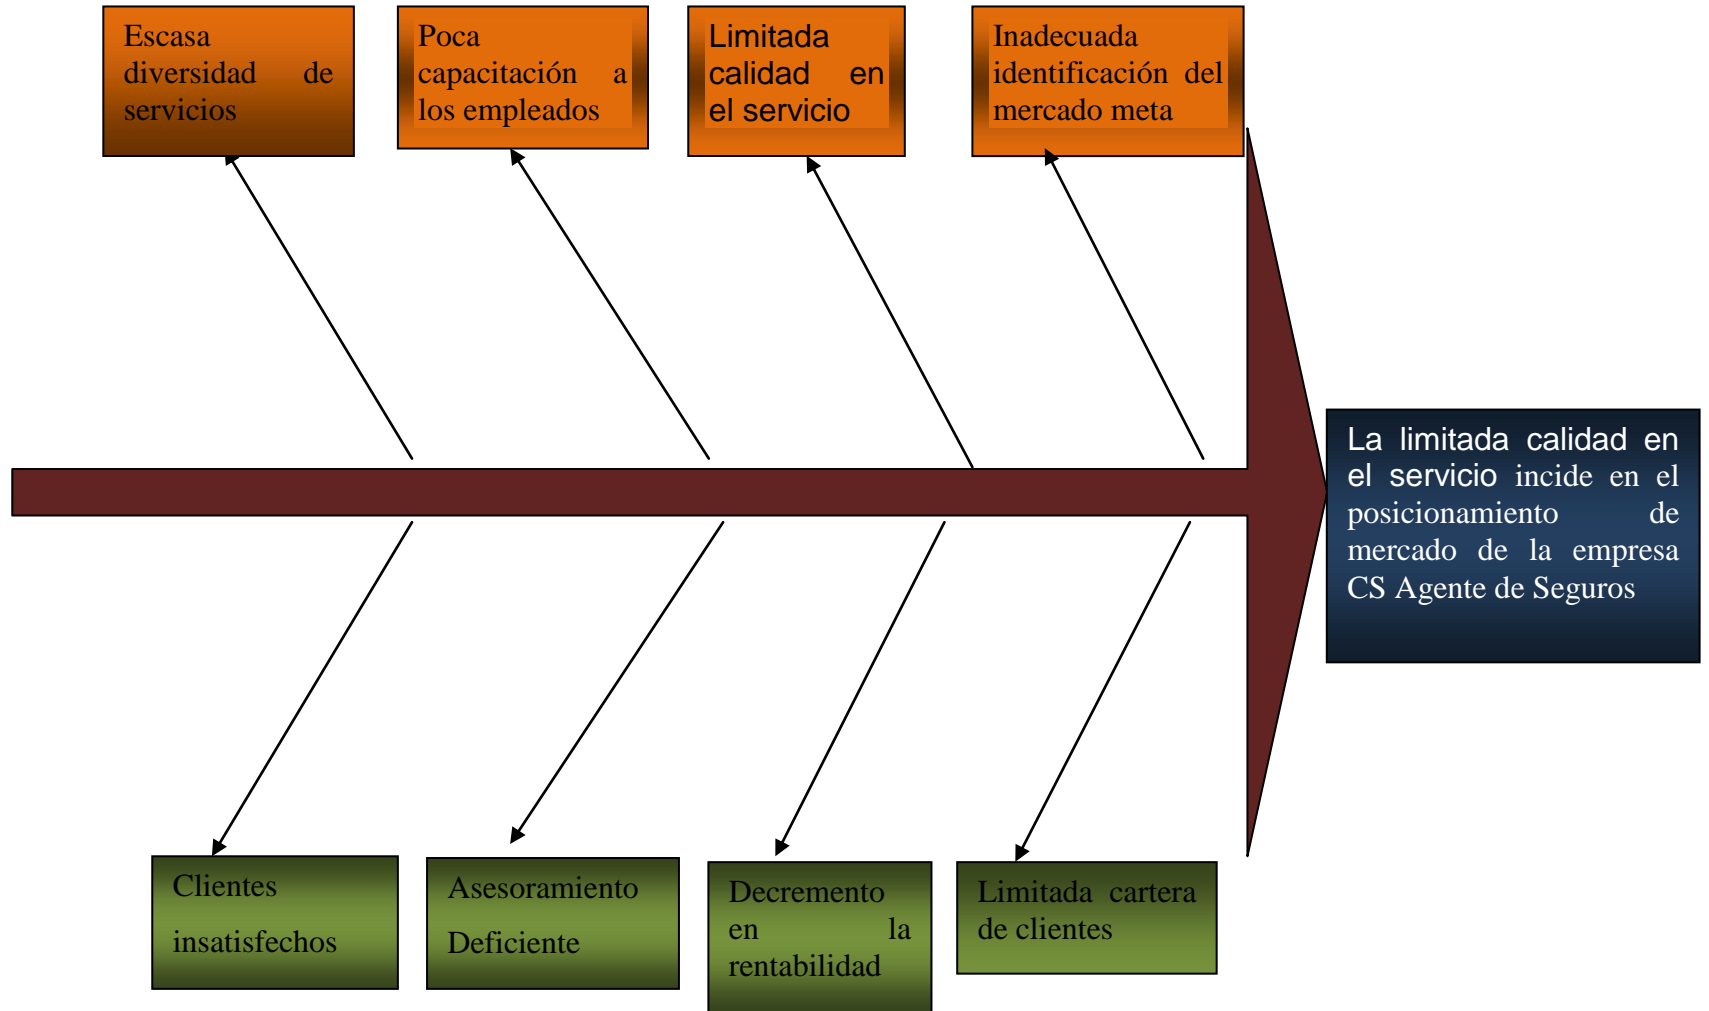 Escasa
diversidad de
servicios
Poca
capacitación a
los empleados
Limitada
calidad en
el servicio
Inadecuada
identificación del
mercado meta
La limitada calidad en
el servicio incide en el
posicionamiento de
mercado de la empresa
CS Agente de Seguros
Clientes
insatisfechos
Asesoramiento
Deficiente
Decremento
en la
rentabilidad
Limitada cartera
de clientes